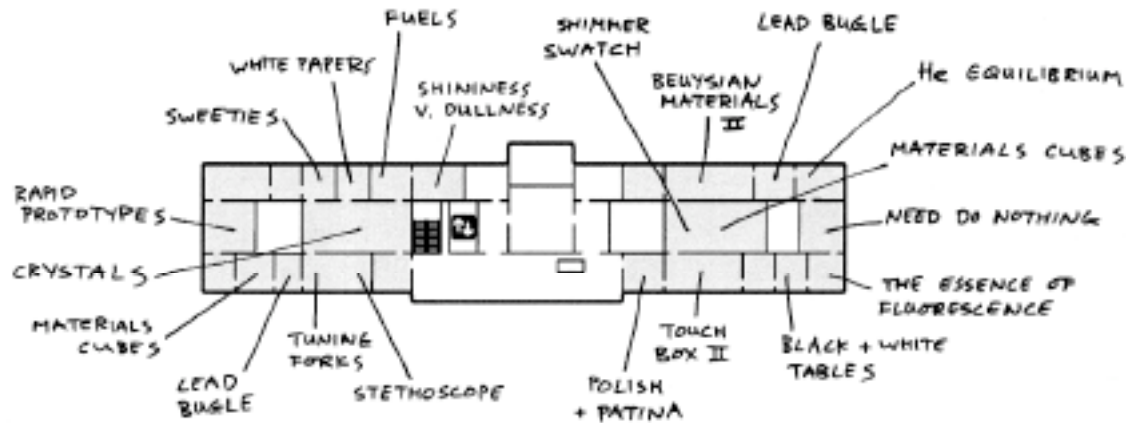 FUELS
WHITE PAPERS
SWEETIES
SHININESS
V. DULLNESS
SHIMMER
SWATCH
LEAD BUGLE
BEUYSIAN
MATERIALS
II
He EQUILIBRIUM
MATERIALS CUBES
RAPID
PROTOTYPES
NEED DO NOTHING
CRYSTALS
THE ESSENCE OF
FLUORESCENCE
MATERIALS
CUBES
LEAD
BUGLE
TUNING
FORKS
STETHOSCOPE
POLISH
+ PATINA
TOUCH
BOX II
BLACK + WHITE
TABLES